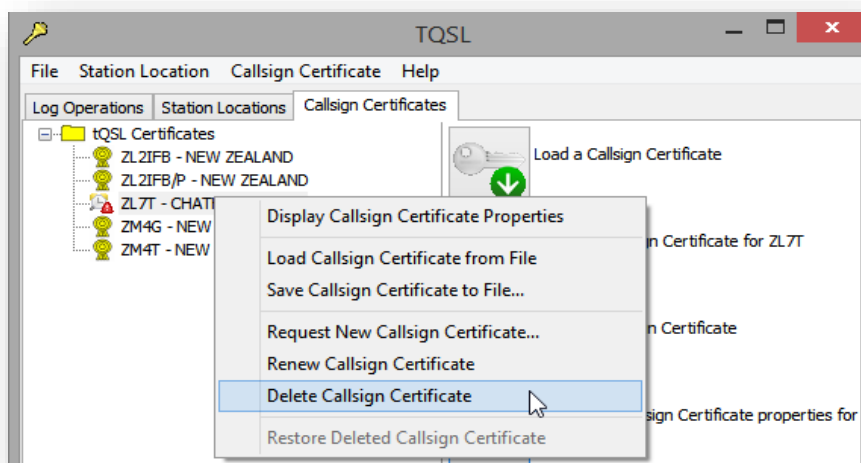 TQSL
File Station Location Callsign Certificate Help
Log Operations Station Locations Callsign Certificates
tQSL Certificates
ZL2IFB - NEW ZEALAND
ZL2IFB/P - NEW ZEALAND
ZL7T -
ZM4G - NEW
ZM4T - NEW
Display Callsign Certificate Properties
Load Callsign Certificate from File
Save Callsign Certificate to File...
Request New Callsign Certificate...
Renew Callsign Certificate
Delete Callsign Certificate
Restore Deleted Callsign Certificate
Load a Callsign Certificate
Certificate for ZL7T
Certificate
Certificate properties for